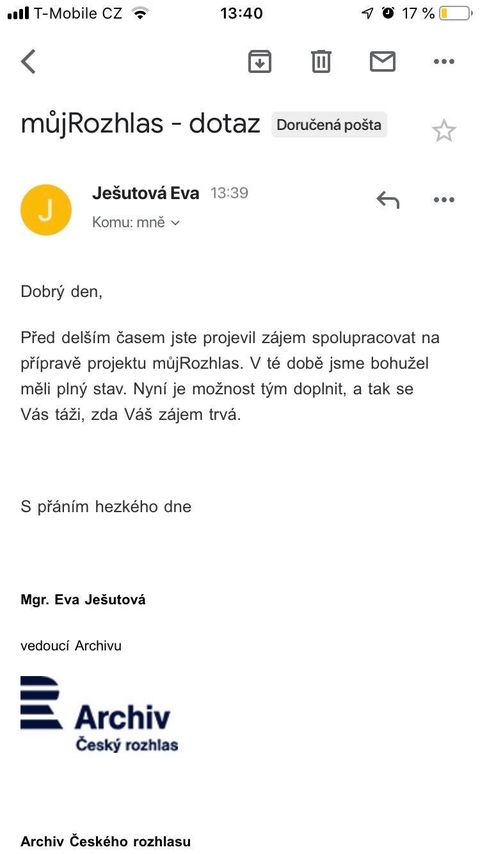 T-Mobile CZ 13:40 17 %
můjRozhlas - dotaz Doručená pošta
J
Ješutová Eva 13:39
Komu: mně
Dobrý den,
Před delším časem jste projevil zájem spolupracovat na
přípravě projektu můjRozhlas. V té době jsme bohužel
měli plný stav. Nyní je možnost tým doplnit, a tak se
Vás táži, zda Váš zájem trvá.
S přáním hezkého dne
Mgr. Eva Ješutová
vedoucí Archivu
Archiv
Český rozhlas
Archiv Českého rozhlasu